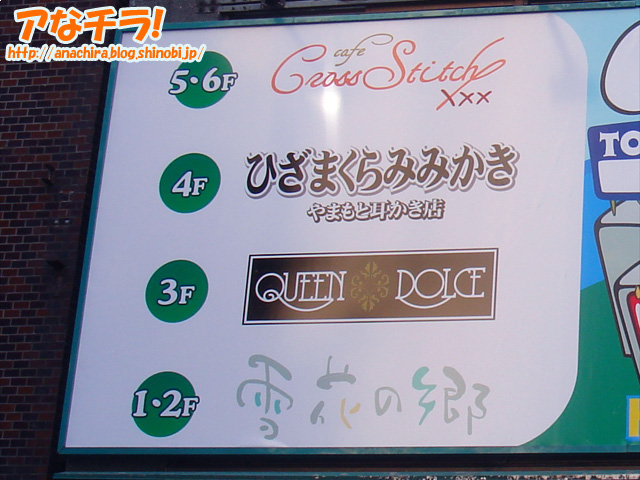 アなチラ!
http://anachira.blog.shinobi.jp/
5・6F
cafe
Cross Stitch
xxx
4F
ひざまくらみみかき
やまもと耳かき店
3F
QUEEN DOLCE
1・2F
雪花の郷
TO